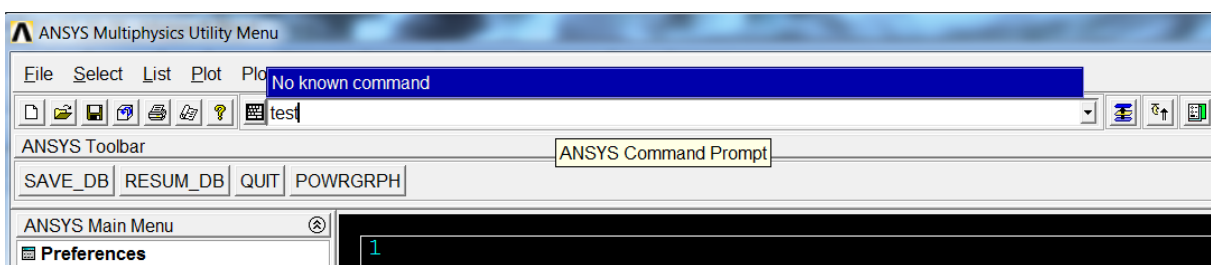 ANSYS Multiphysics Utility Menu
File Select List Plot Plo
No known command
test
ANSYS Toolbar
ANSYS Command Prompt
SAVE_DB RESUM_DB QUIT POWRGRPH
ANSYS Main Menu
Preferences
1